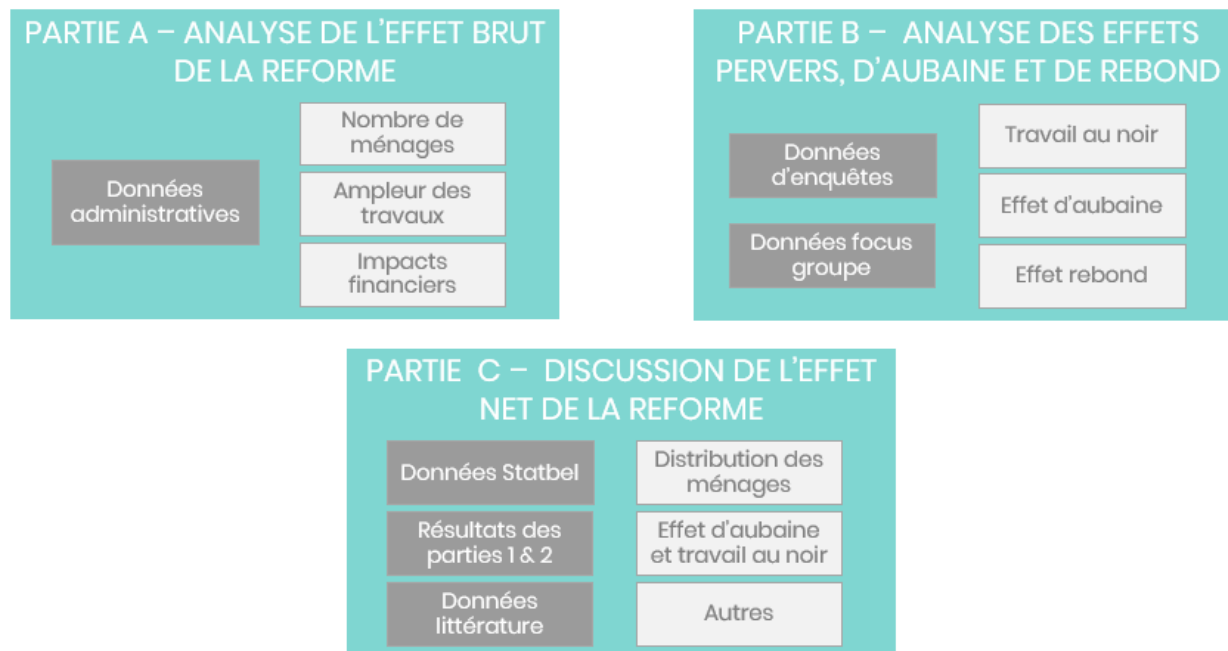 PARTIE A – ANALYSE DE L'EFFET BRUT
DE LA REFORME
Données
administratives
Nombre de
ménages
Ampleur des
travaux
Impacts
financiers
PARTIE B – ANALYSE DES EFFETS
PERVERS, D'AUBAINE ET DE REBOND
Données
d'enquêtes
Données focus
groupe
Travail au noir
Effet d'aubaine
Effet rebond
PARTIE C – DISCUSSION DE L'EFFET
NET DE LA REFORME
Données Statbel
Résultats des
parties 1 & 2
Données
littérature
Distribution des
ménages
Effet d'aubaine
et travail au noir
Autres